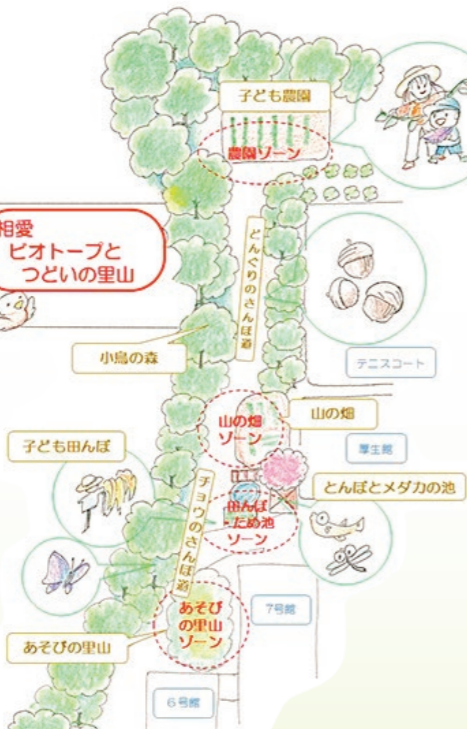 子ども農園
農園ゾーン
相愛
ビオトープと
つどいの里山
どんぐりのさんぽ道
小鳥の森
テニスコート
山の畑
ゾーン
山の畑
厚生館
子ども田んぼ
とんぼとメダカの池
田んぼ
・ため池
ゾーン
チョウのさんぽ道
あそび
の里山
ゾーン
7号館
あそびの里山
6号館